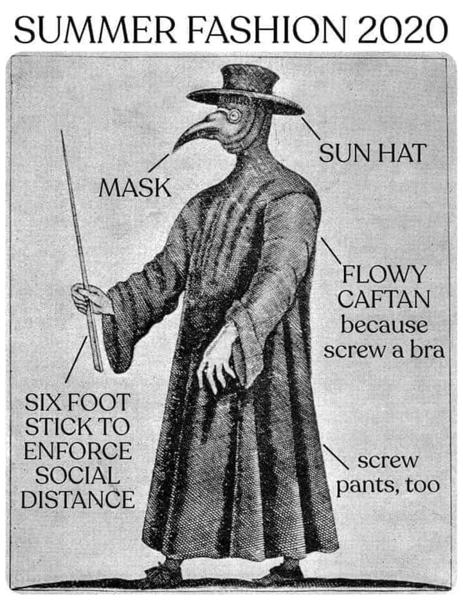 SUMMER FASHION 2020
SUN HAT
MASK
FLOWY
CAFTAN
because
screw a bra
SIX FOOT
STICK TO
ENFORCE
SOCIAL
DISTANCE
screw
pants, too